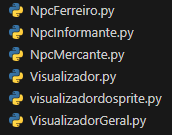 NpcFerreiro.py
NpcInformante.py
NpcMercante.py
Visualizador.py
visualizadordosprite.py
VisualizadorGeral.py